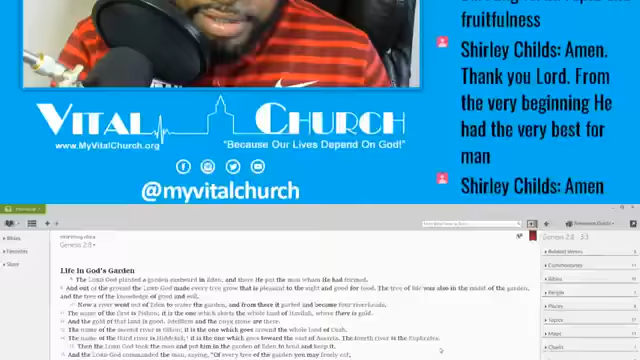 fruitfulness
Shirley Childs: Amen.
Thank you Lord. From
the very beginning He
had the very best for
man
Shirley Childs: Amen
VITAL CHURCH
www.MyVitalChurch.org
"Because Our Lives Depend On God!"
@myvitalchurch
Genesis 2:8
Life in God's Garden
The LORD God planted a garden eastward in Eden, and there He put the man whom He had formed.
And out of the ground the LORD God made every tree grow that is pleasant to the sight and good for food. The tree of life was also in the midst of the garden,
and the tree of the knowledge of good and evil.
Now a river went out of Eden to water the garden, and from there it parted and became four riverheads.
The name of the first is Pishon; it is the one which skirts the whole land of Havilah, where there is gold.
And the gold of that land is good. Bdellium and the onyx stone are there.
The name of the second river is Gihon; it is the one which goes around the whole land of Cush.
The name of the third river is Hiddekel; it is the one which goes toward the east of Assyria. The fourth river is the Euphrates.
Then the LORD God took the man and put him in the garden of Eden to tend and keep it.
And the LORD God commanded the man, saying, "Of every tree of the garden you may freely eat;
Bibles
Favorites
Genesis 2:8 - 3:3
Related Verses
Commentaries
Bibles
People
Places
Topics
Maps
Charts